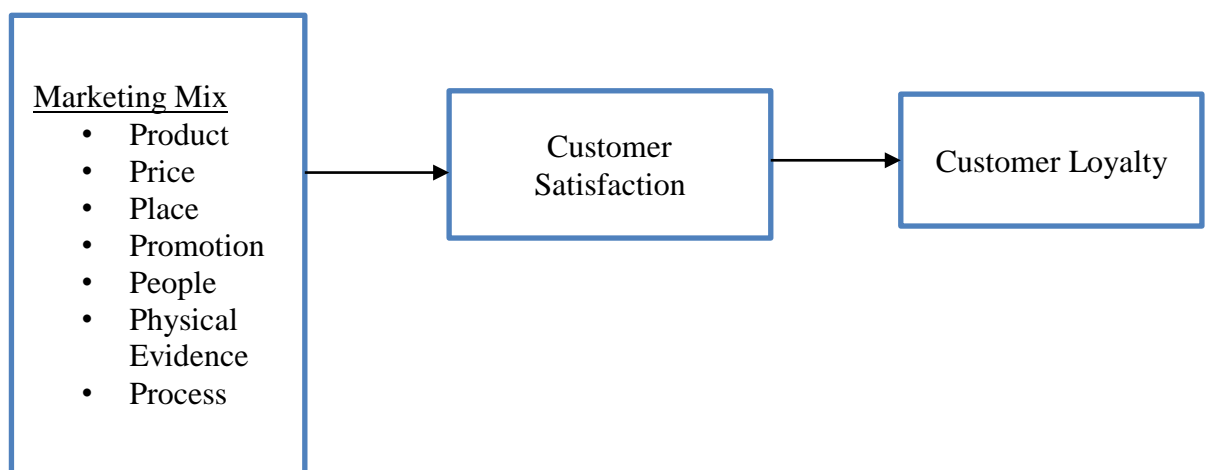 Marketing Mix
• Product
• Price
• Place
• Promotion
• People
• Physical
Evidence
• Process
Customer
Satisfaction
Customer Loyalty